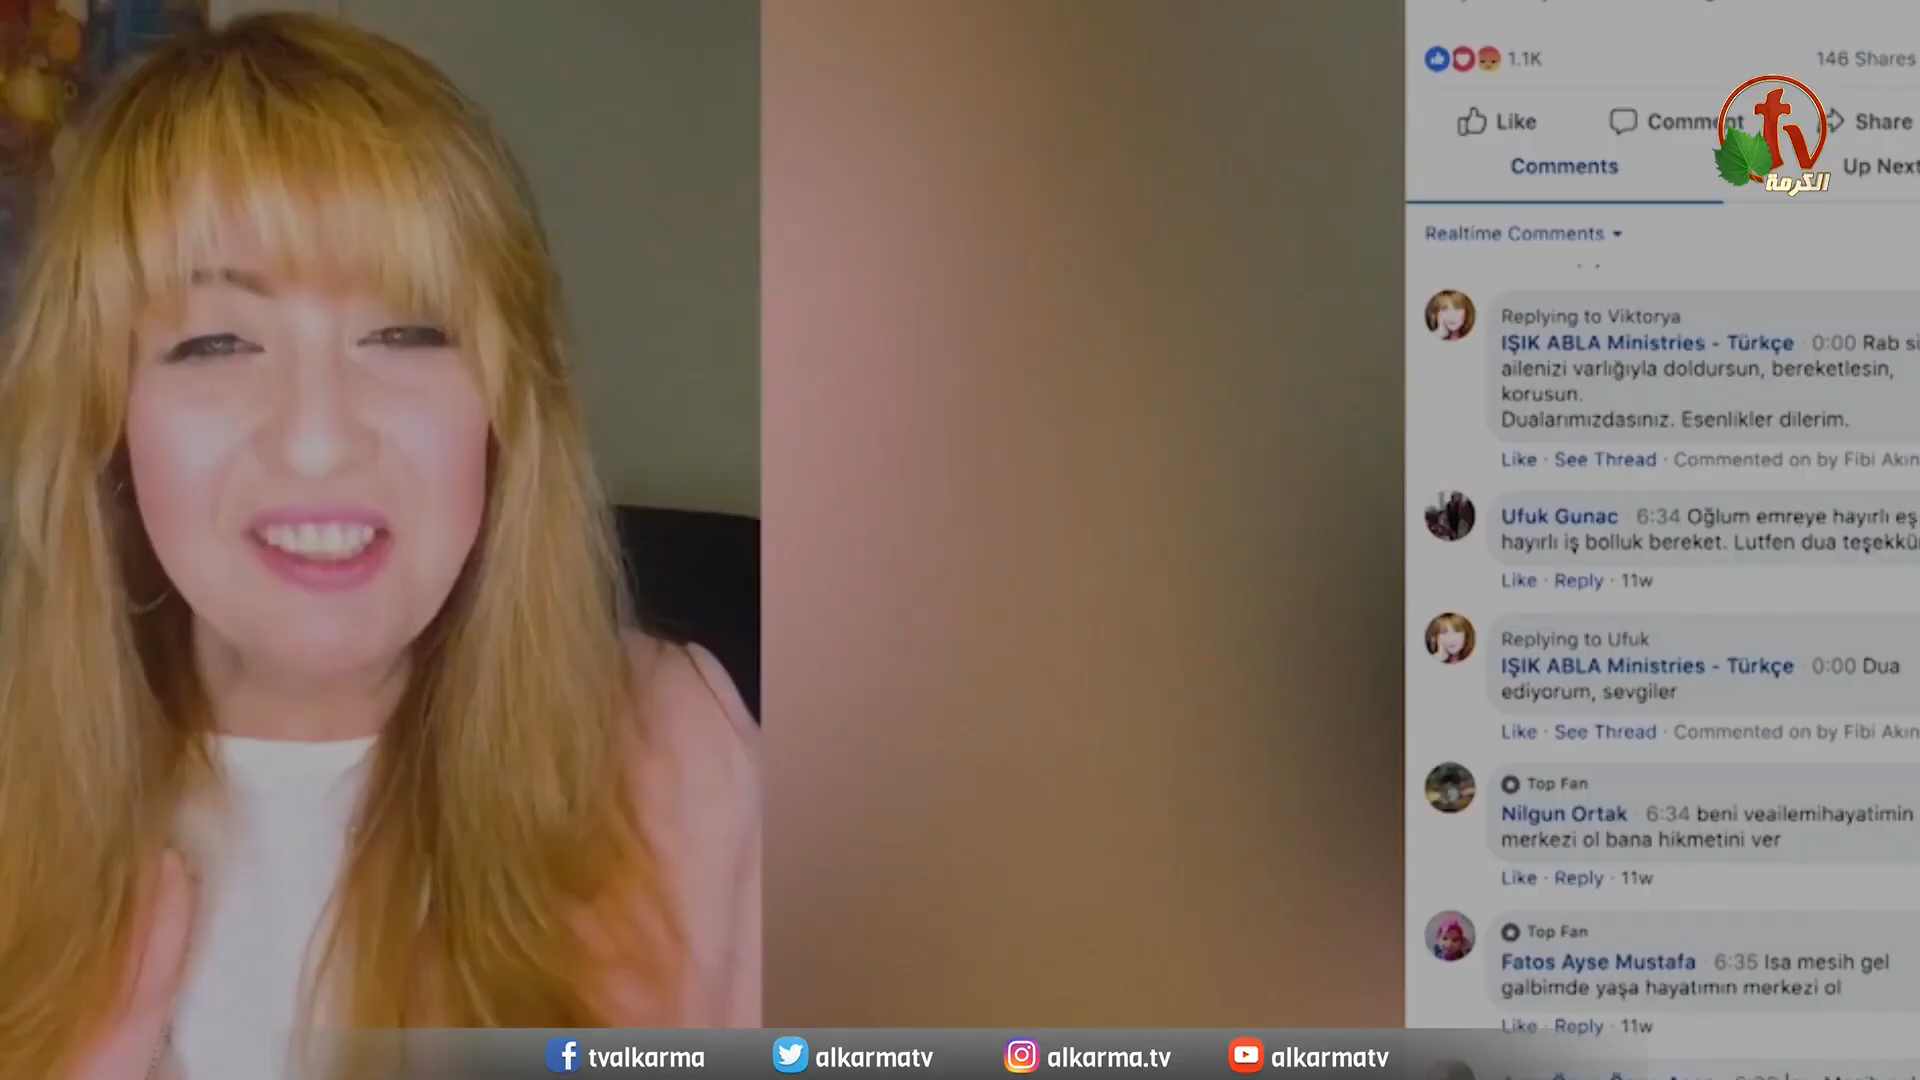 1.1K
146 Shares
Like
Comment
Share
tv
الكرمة
Comments
Up Next
Realtime Comments
Replying to Viktorya
IŞIK ABLA Ministries - Türkçe · 0:00 Rab
ailenizi varlığıyla doldursun, bereketlesin,
korusun.
Dualarımızdasınız. Esenlikler dilerim.
Like · See Thread · Commented on by Fibi Akın
Ufuk Gunac · 6:34 Oğlum emreye hayırlı eş
hayırlı iş bolluk bereket. Lutfen dua
Like · Reply · 11w
Replying to Ufuk
IŞIK ABLA Ministries - Türkçe · 0:00 Dua
ediyorum, sevgiler
Like · See Thread · Commented on by Fibi Akın
Top Fan
Nilgun Ortak · 6:34 beni veailemihayatimin
merkezi ol bana hikmetini ver
Like · Reply · 11w
Top Fan
Fatos Ayse Mustafa · 6:35 Isa mesih gel
galbimde yaşa hayatımın merkezi ol
Like · Reply · 11w
tvalkarma
alkarmatv
alkarma.tv
alkarmatv